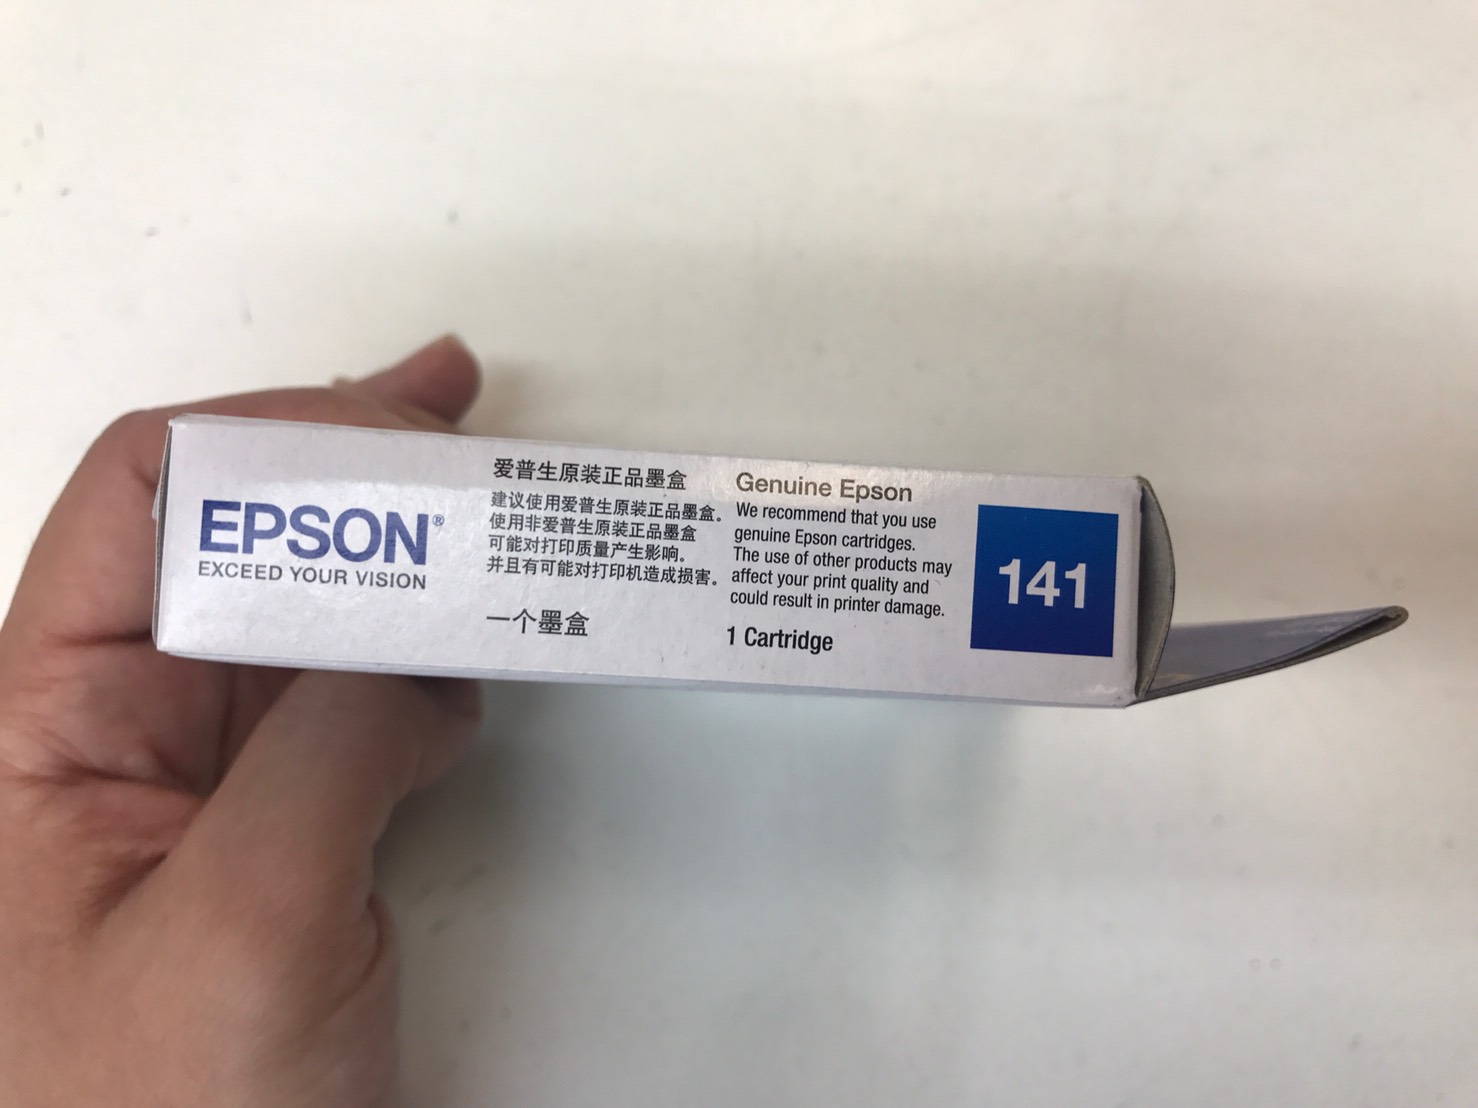 EPSON®
EXCEED YOUR VISION
爱普生原装正品墨盒
建议使用爱普生原装正品墨盒。
使用非爱普生原装正品墨盒
可能对打印质量产生影响。
并且有可能对打印机造成损害。
一个墨盒
Genuine Epson
We recommend that you use
genuine Epson cartridges.
The use of other products may
affect your print quality and
could result in printer damage.
1 Cartridge
141